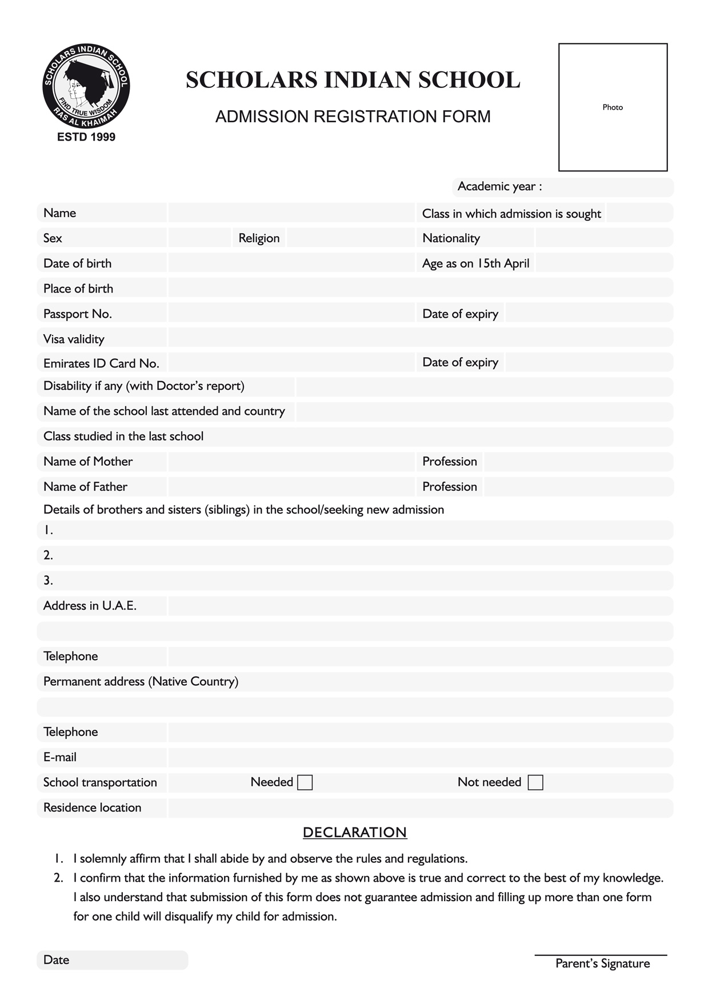 SCHOLARS INDIAN SCHOOL
FIND TRUE WISDOM
RAS AL KHAIMAH
ESTD 1999
SCHOLARS INDIAN SCHOOL
ADMISSION REGISTRATION FORM
Photo
Academic year :
Name Class in which admission is sought
Sex Religion Nationality
Date of birth Age as on 15th April
Place of birth
Passport No. Date of expiry
Visa validity
Emirates ID Card No. Date of expiry
Disability if any (with Doctor’s report)
Name of the school last attended and country
Class studied in the last school
Name of Mother Profession
Name of Father Profession
Details of brothers and sisters (siblings) in the school/seeking new admission
1.
2.
3.
Address in U.A.E.
Telephone
Permanent address (Native Country)
Telephone
E-mail
School transportation Needed Not needed
Residence location
DECLARATION
1. I solemnly affirm that I shall abide by and observe the rules and regulations.
2. I confirm that the information furnished by me as shown above is true and correct to the best of my knowledge.
I also understand that submission of this form does not guarantee admission and filling up more than one form
for one child will disqualify my child for admission.
Date Parent’s Signature